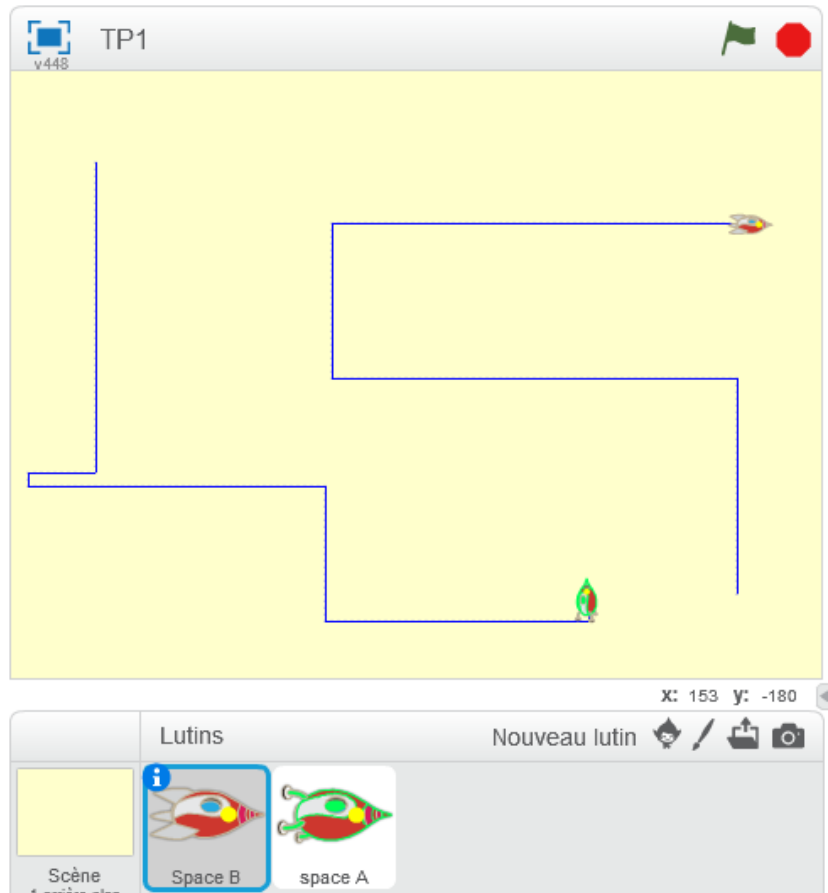 TP1
v448
x: 153 y: -180
Lutins
Nouveau lutin
Scène
Space B
space A